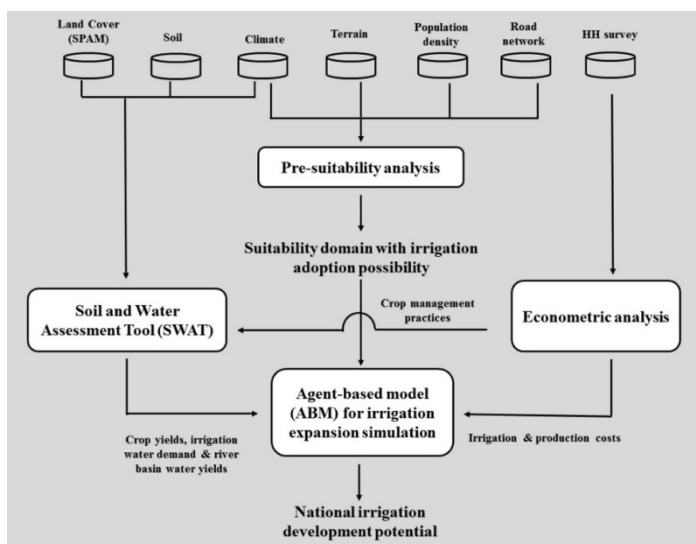 Land Cover
(SPAM)
Soil
Climate
Terrain
Population
density
Road
network
HH survey
Pre-suitability analysis
Suitability domain with irrigation
adoption possibility
Soil and Water
Assessment Tool (SWAT)
Crop management
practices
Econometric analysis
Agent-based model
(ABM) for irrigation
expansion simulation
Crop yields, irrigation
water demand & river
basin water yields
Irrigation & production costs
National irrigation
development potential